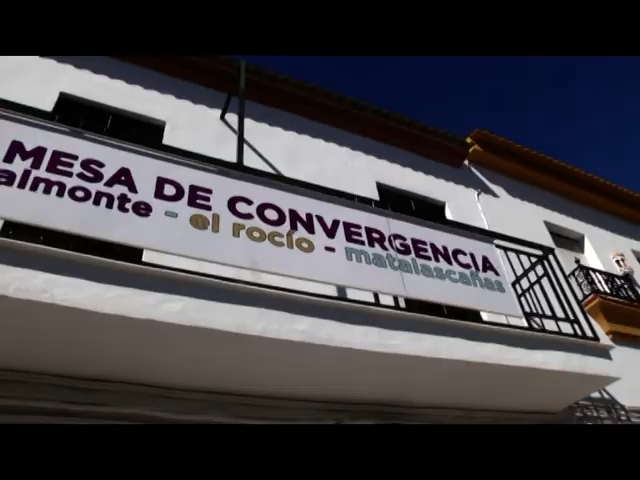 MESA DE CONVERGENCIA
almonte - el rocío - matalascañas